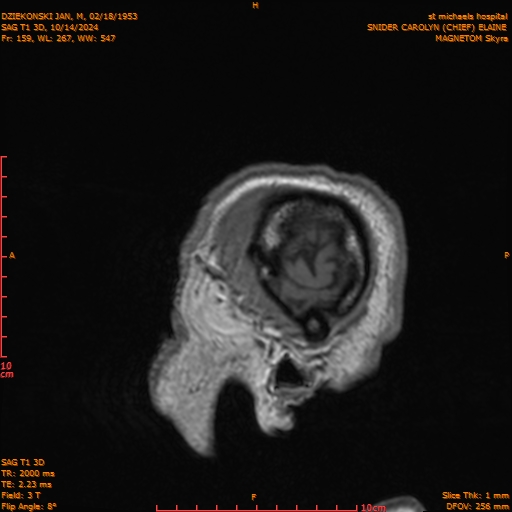 H
DZIEKONSKI JAN, M, 02/18/1953
SAG T1 3D, 10/14/2024
Fr: 159, WL: 267, WW: 547
st michaels hospital
SNIDER CAROLYN (CHIEF) ELAINE
MAGNETOM Skyra
A
P
10
cm
SAG T1 3D
TR: 2000 ms
TE: 2.23 ms
Field: 3 T
Flip Angle: 8°
F
10cm
Slice Thk: 1 mm
DFOV: 256 mm